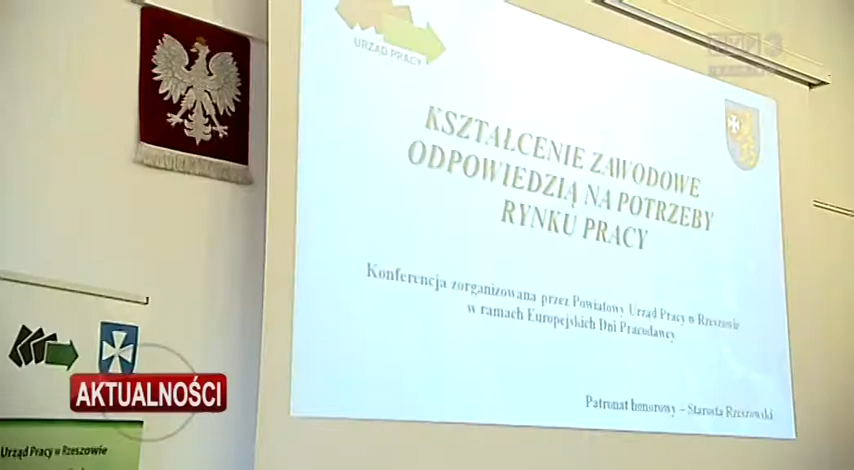 URZĄD PRACY
KSZTAŁCENIE ZAWODOWE
ODPOWIEDZIĄ NA POTRZEBY
RYNKU PRACY
Konferencja zorganizowana przez Powiatowy Urząd Pracy w Rzeszowie
w ramach Europejskich Dni Pracodawcy
Patronat honorowy – Starosta Rzeszowski
AKTUALNOŚCI
Urząd Pracy w Rzeszowie